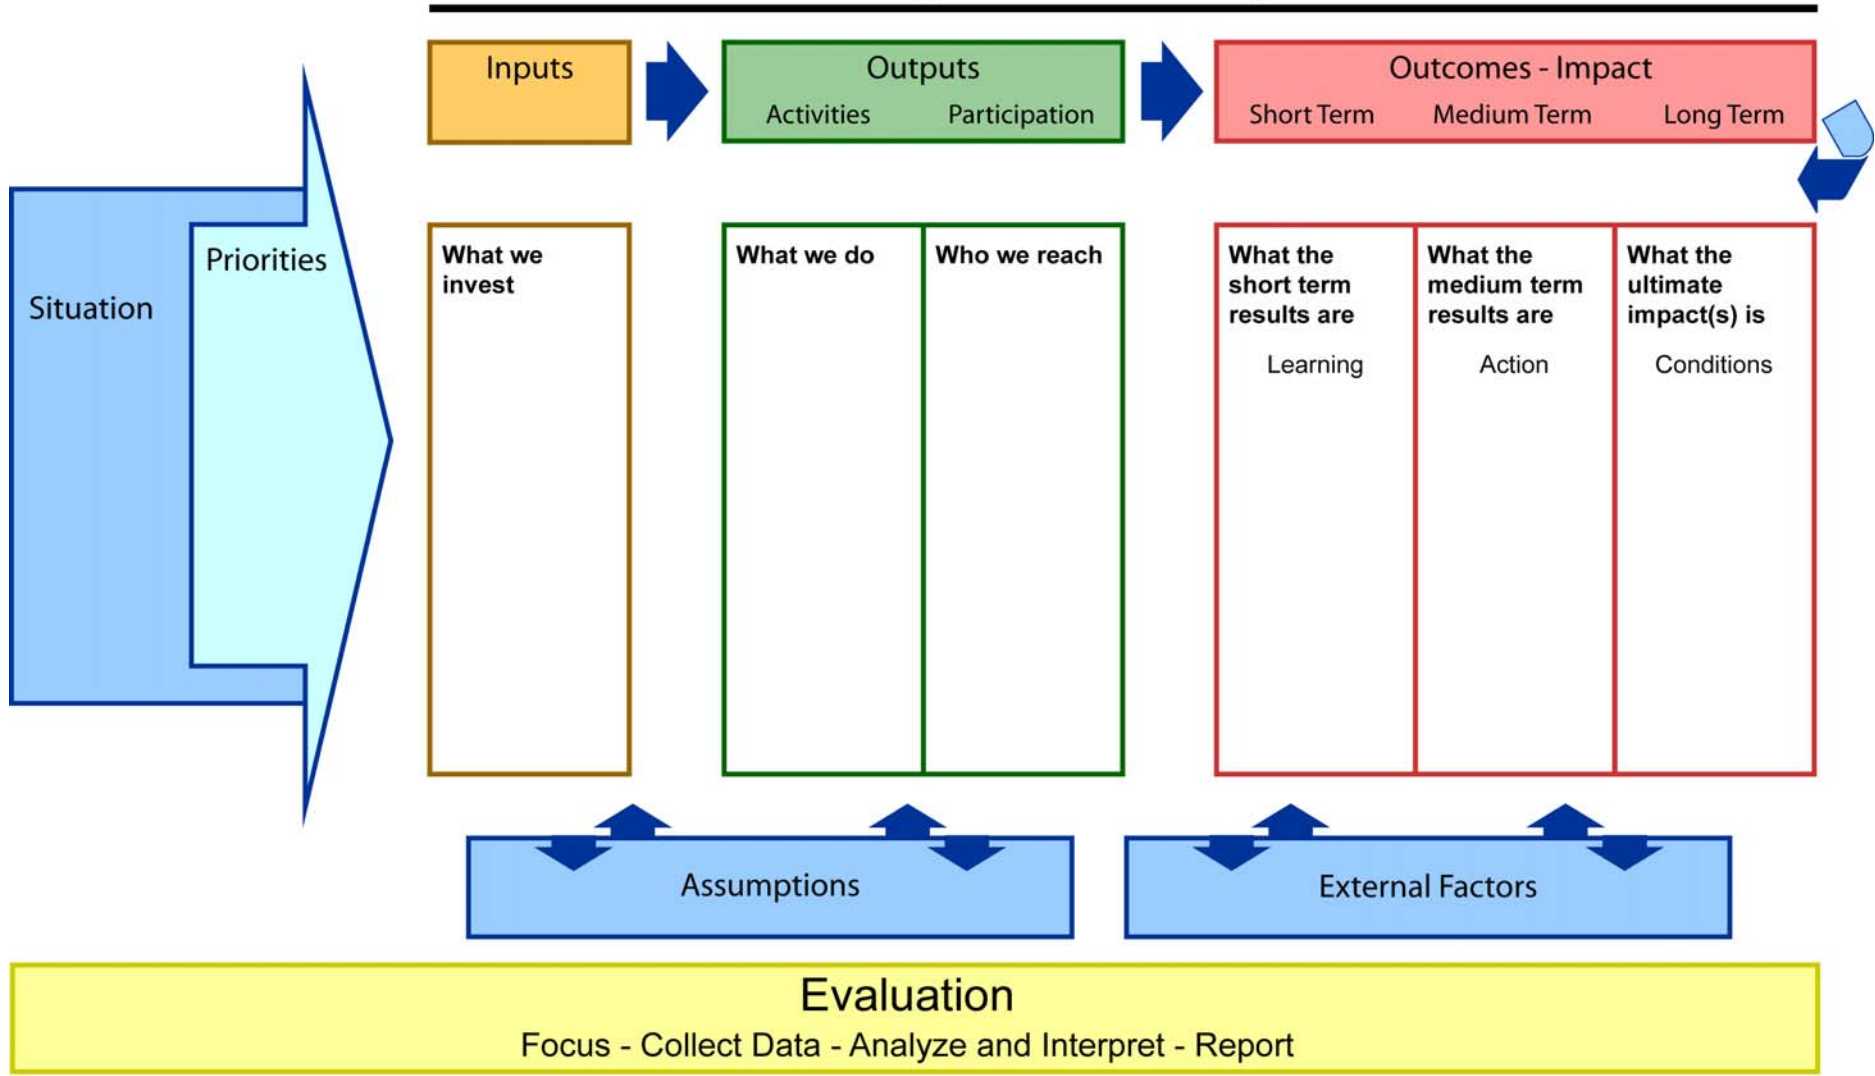 Inputs
Outputs
Activities Participation
Outcomes - Impact
Short Term Medium Term Long Term
Situation
Priorities
What we
invest
What we do
Who we reach
What the
short term
results are
Learning
What the
medium term
results are
Action
What the
ultimate
impact(s) is
Conditions
Assumptions
External Factors
Evaluation
Focus - Collect Data - Analyze and Interpret - Report